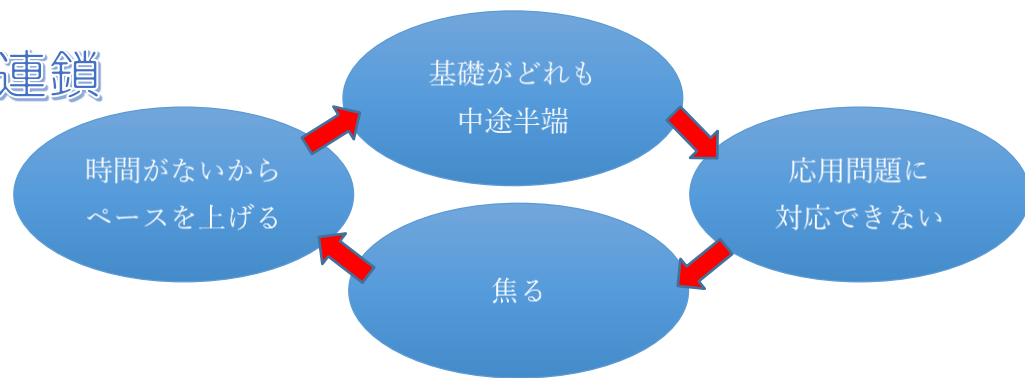 連鎖
基礎がどれも
中途半端
応用問題に
対応できない
焦る
時間がないから
ペースを上げる